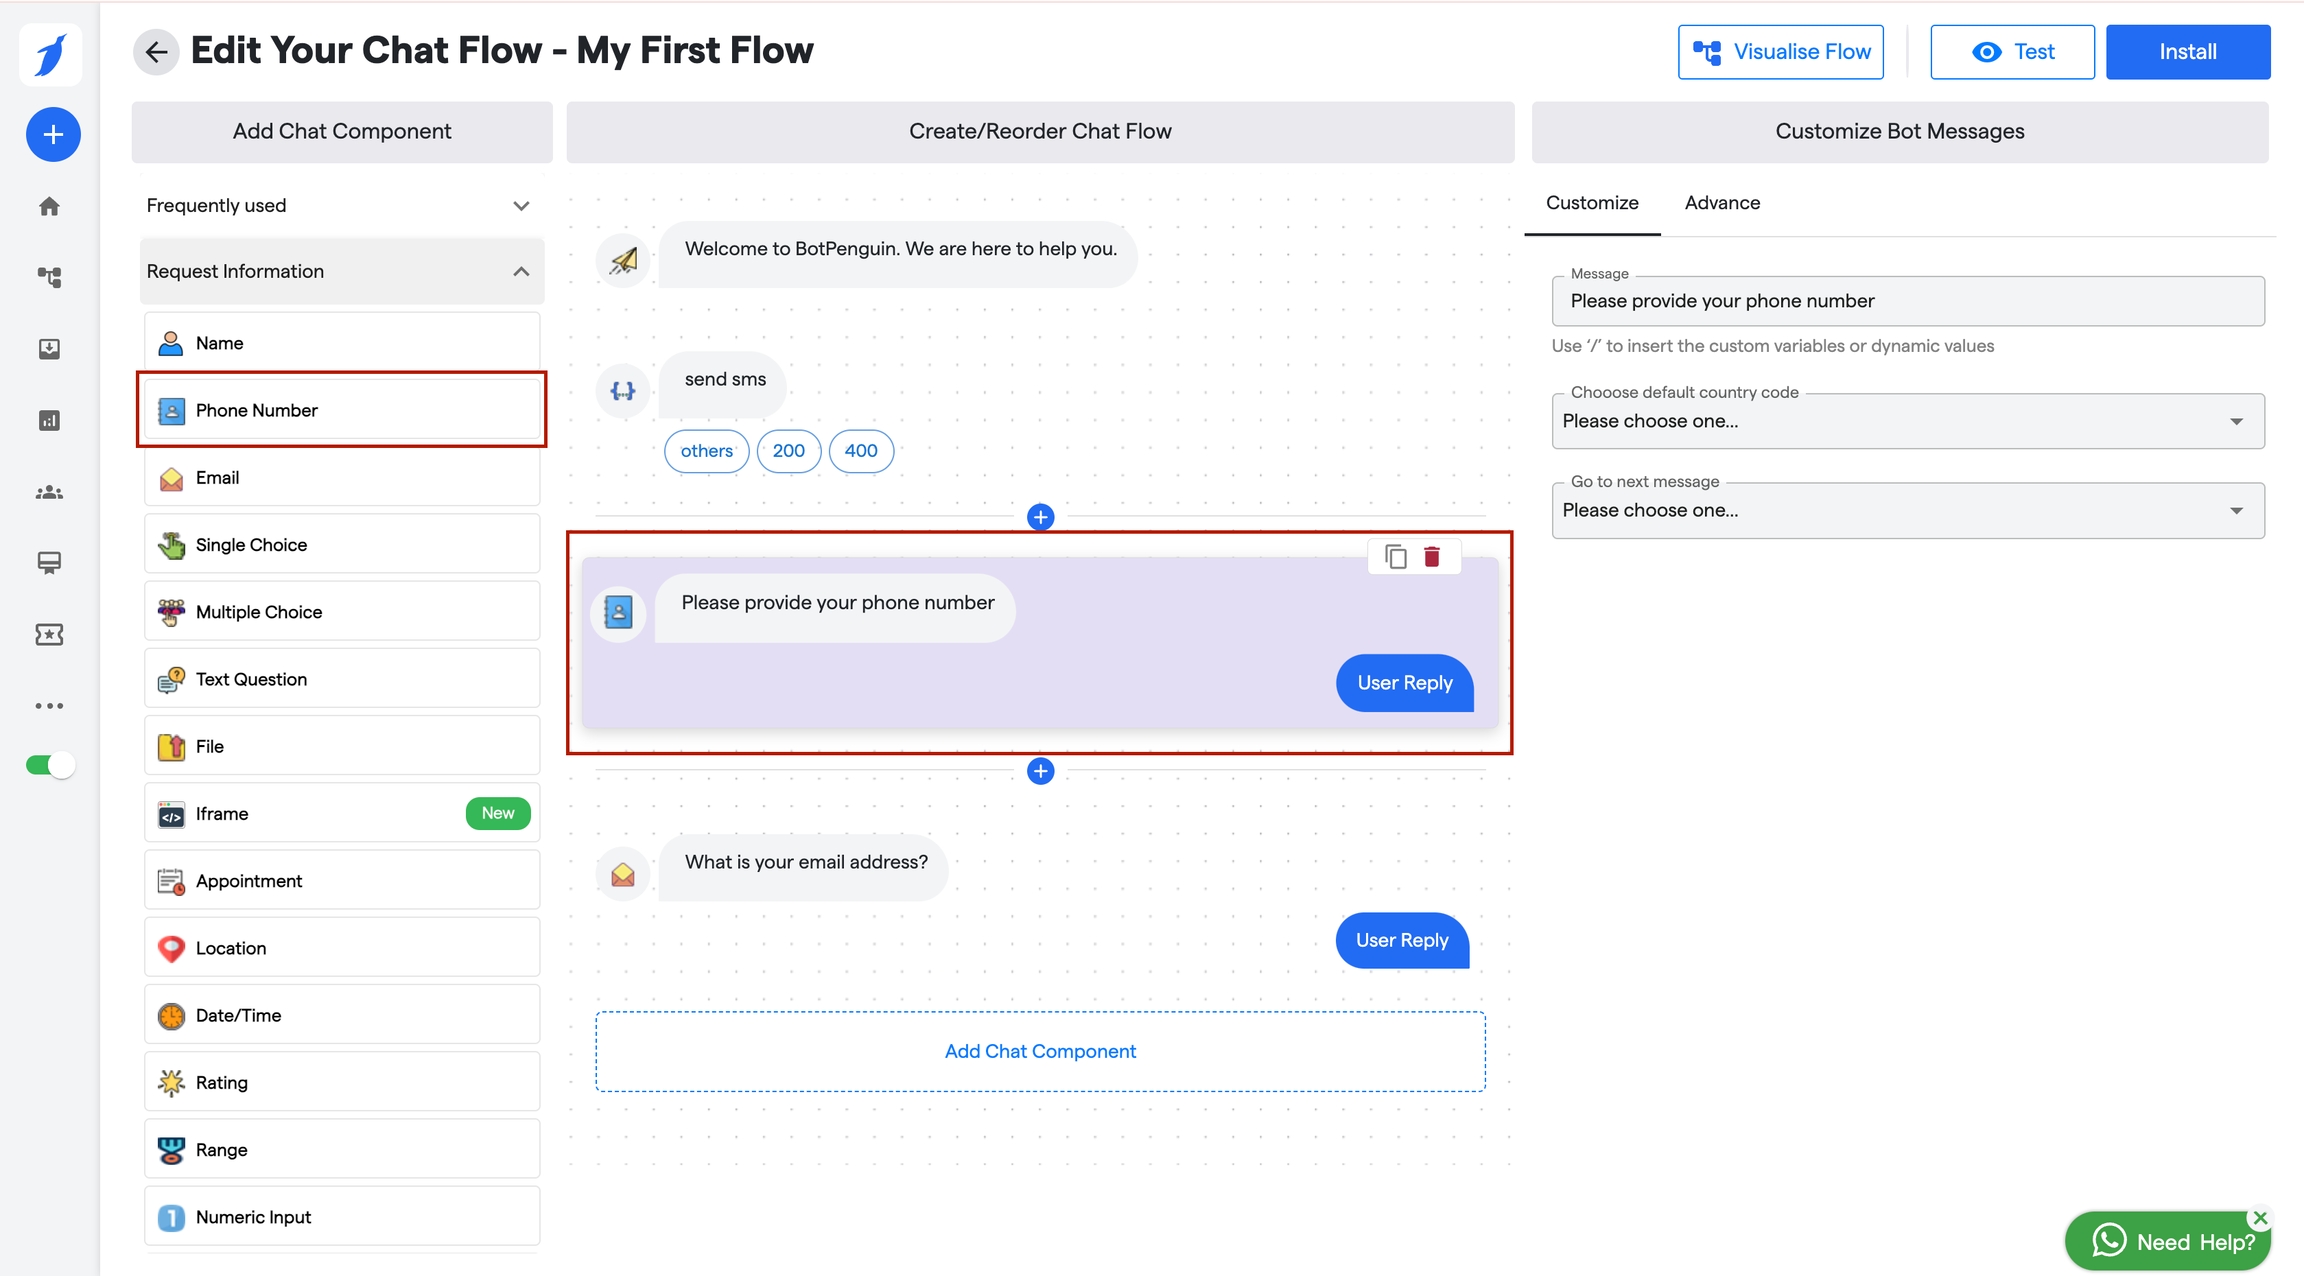 Edit Your Chat Flow - My First Flow
Visualise Flow
Test
Install
Add Chat Component
Create/Reorder Chat Flow
Customize Bot Messages
Frequently used
Request Information
Name
Phone Number
Email
Single Choice
Multiple Choice
Text Question
File
Iframe
New
Appointment
Location
Date/Time
Rating
Range
Numeric Input
Welcome to BotPenguin. We are here to help you.
send sms
others
200
400
Please provide your phone number
User Reply
What is your email address?
User Reply
Add Chat Component
Customize
Advance
Message
Please provide your phone number
Use ‘/’ to insert the custom variables or dynamic values
Chooose default country code
Please choose one...
Go to next message
Please choose one...
Need Help?